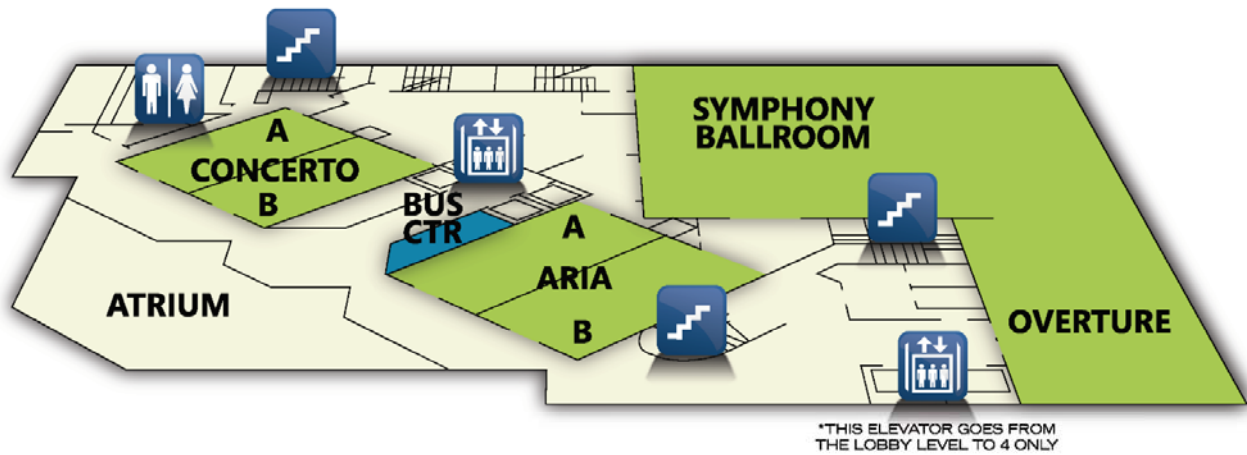 SYMPHONY
BALLROOM
A
CONCERTO
B
BUS
CTR
A
ARIA
B
ATRIUM
OVERTURE
*THIS ELEVATOR GOES FROM
THE LOBBY LEVEL TO 4 ONLY